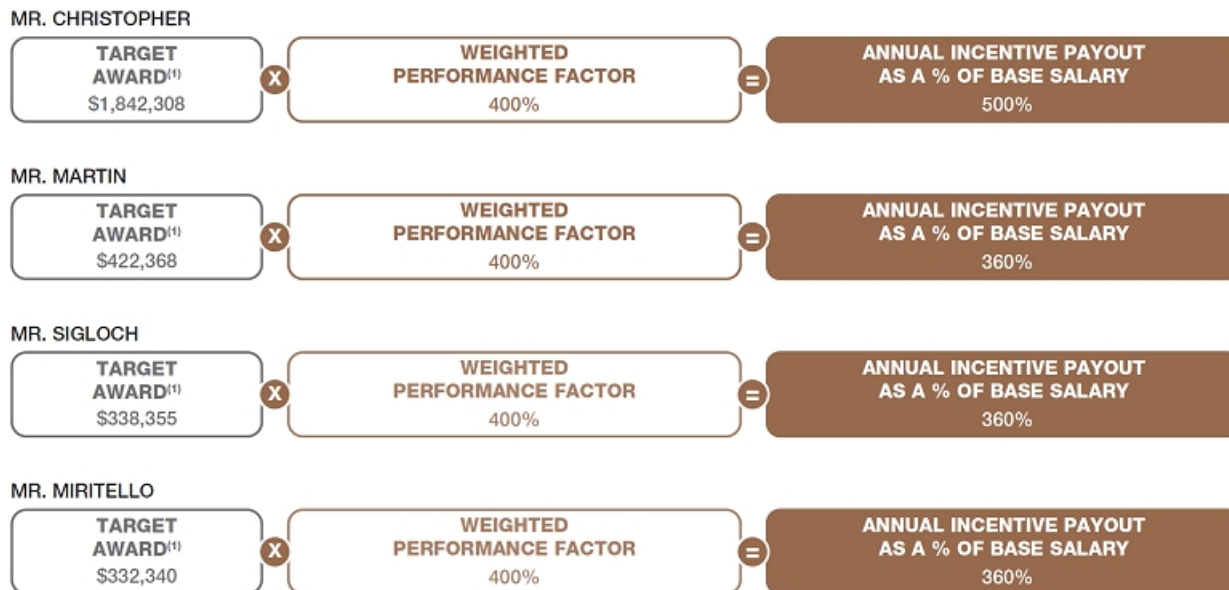 MR. CHRISTOPHER
TARGET
AWARD(1)
$1,842,308
X
WEIGHTED
PERFORMANCE FACTOR
400%
=
ANNUAL INCENTIVE PAYOUT
AS A % OF BASE SALARY
500%
MR. MARTIN
TARGET
AWARD(1)
$422,368
X
WEIGHTED
PERFORMANCE FACTOR
400%
=
ANNUAL INCENTIVE PAYOUT
AS A % OF BASE SALARY
360%
MR. SIGLOCH
TARGET
AWARD(1)
$338,355
X
WEIGHTED
PERFORMANCE FACTOR
400%
=
ANNUAL INCENTIVE PAYOUT
AS A % OF BASE SALARY
360%
MR. MIRITELLO
TARGET
AWARD(1)
$332,340
X
WEIGHTED
PERFORMANCE FACTOR
400%
=
ANNUAL INCENTIVE PAYOUT
AS A % OF BASE SALARY
360%